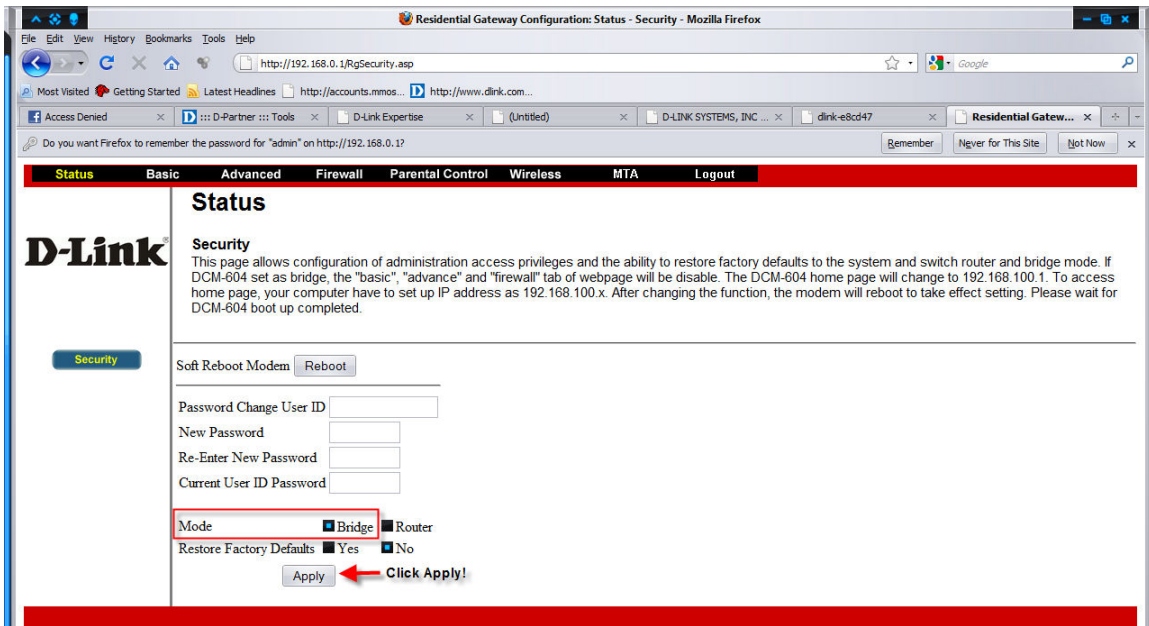 Residential Gateway Configuration: Status - Security - Mozilla Firefox
File Edit View History Bookmarks Tools Help
http://192.168.0.1/RgSecurity.asp
Google
Most Visited Getting Started Latest Headlines http://accounts.mmos... http://www.dlink.com...
Access Denied ::: D-Partner ::: Tools D-Link Expertise (Untitled) D-LINK SYSTEMS, INC ... dlink-e8cd47 Residential Gatew...
Do you want Firefox to remember the password for "admin" on http://192.168.0.1? Remember Never for This Site Not Now
Status Basic Advanced Firewall Parental Control Wireless MTA Logout
Status
D-Link®
Security
This page allows configuration of administration access privileges and the ability to restore factory defaults to the system and switch router and bridge mode. If
DCM-604 set as bridge, the "basic", "advance" and "firewall" tab of webpage will be disable. The DCM-604 home page will change to 192.168.100.1. To access
home page, your computer have to set up IP address as 192.168.100.x. After changing the function, the modem will reboot to take effect setting. Please wait for
DCM-604 boot up completed.
Security
Soft Reboot Modem Reboot
Password Change User ID
New Password
Re-Enter New Password
Current User ID Password
Mode Bridge Router
Restore Factory Defaults Yes No
Apply Click Apply!